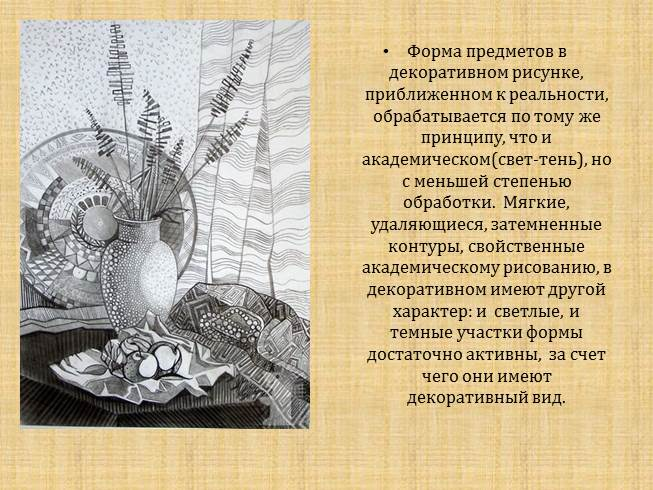 • Форма предметов в
декоративном рисунке,
приближенном к реальности,
обрабатывается по тому же
принципу, что и
академическом(свет-тень), но
с меньшей степенью
обработки. Мягкие,
удаляющиеся, затемненные
контуры, свойственные
академическому рисованию, в
декоративном имеют другой
характер: и светлые, и
темные участки формы
достаточно активны, за счет
чего они имеют
декоративный вид.